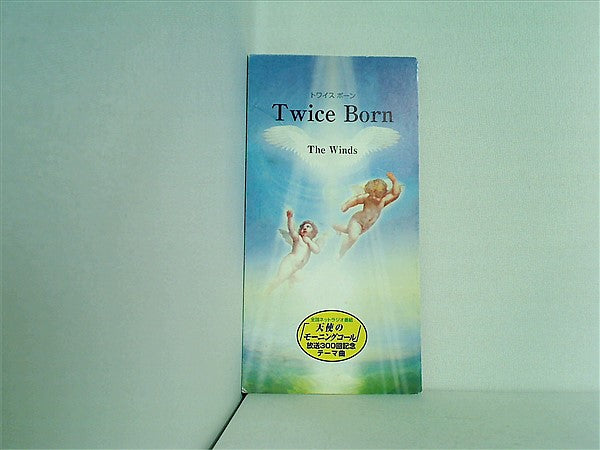 トワイス ボーン
Twice Born
The Winds
全国ネットラジオ番組
「天使の
モーニングコール」
放送300回記念
テーマ曲